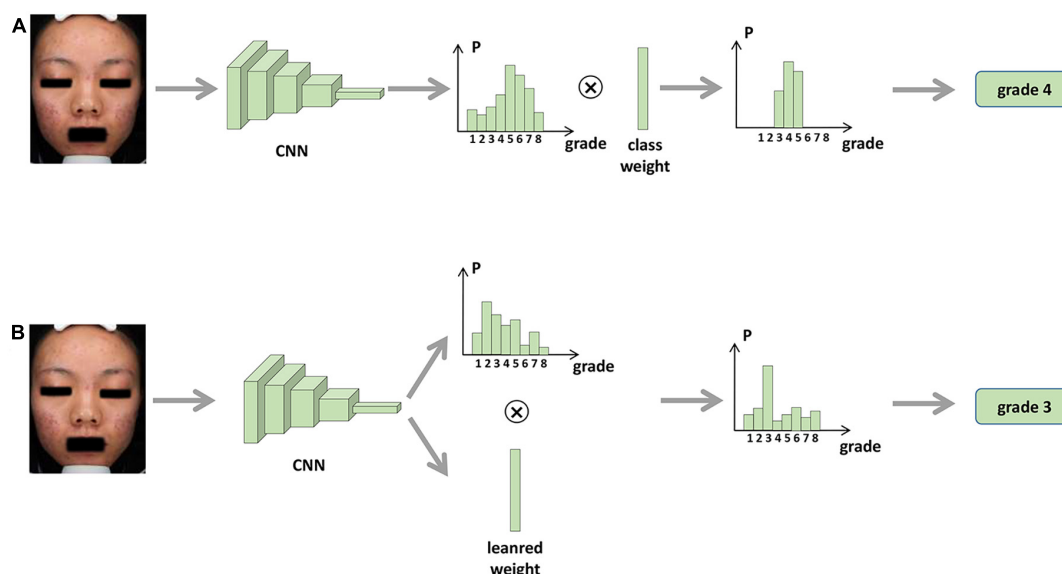 A
P
1 2 3 4 5 6 7 8
grade
CNN
class
weight
P
1 2 3 4 5 6 7 8
grade
grade 4
B
P
1 2 3 4 5 6 7 8
grade
CNN
leanred
weight
P
1 2 3 4 5 6 7 8
grade
grade 3